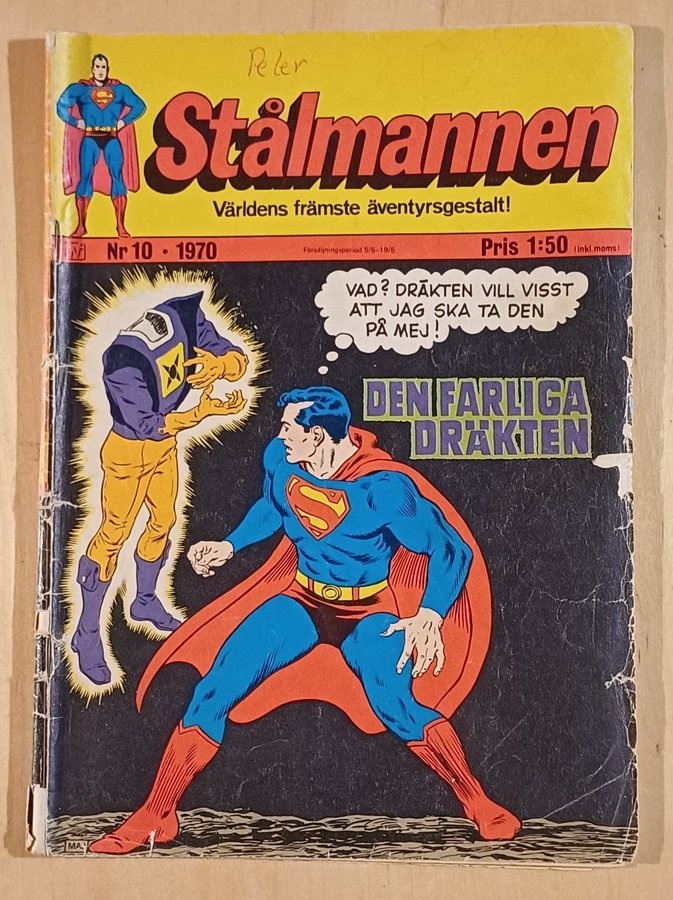 Peter
Stålmannen
Världens främste äventyrsgestalt!
Nr 10 • 1970
Försäljningsperiod 5/5-19/5
Pris 1:50 (inkl. moms)
VAD? DRÄKTEN VILL VISST
ATT JAG SKA TA DEN
PÅ MEJ!
DEN FARLIGA
DRÄKTEN
MA.